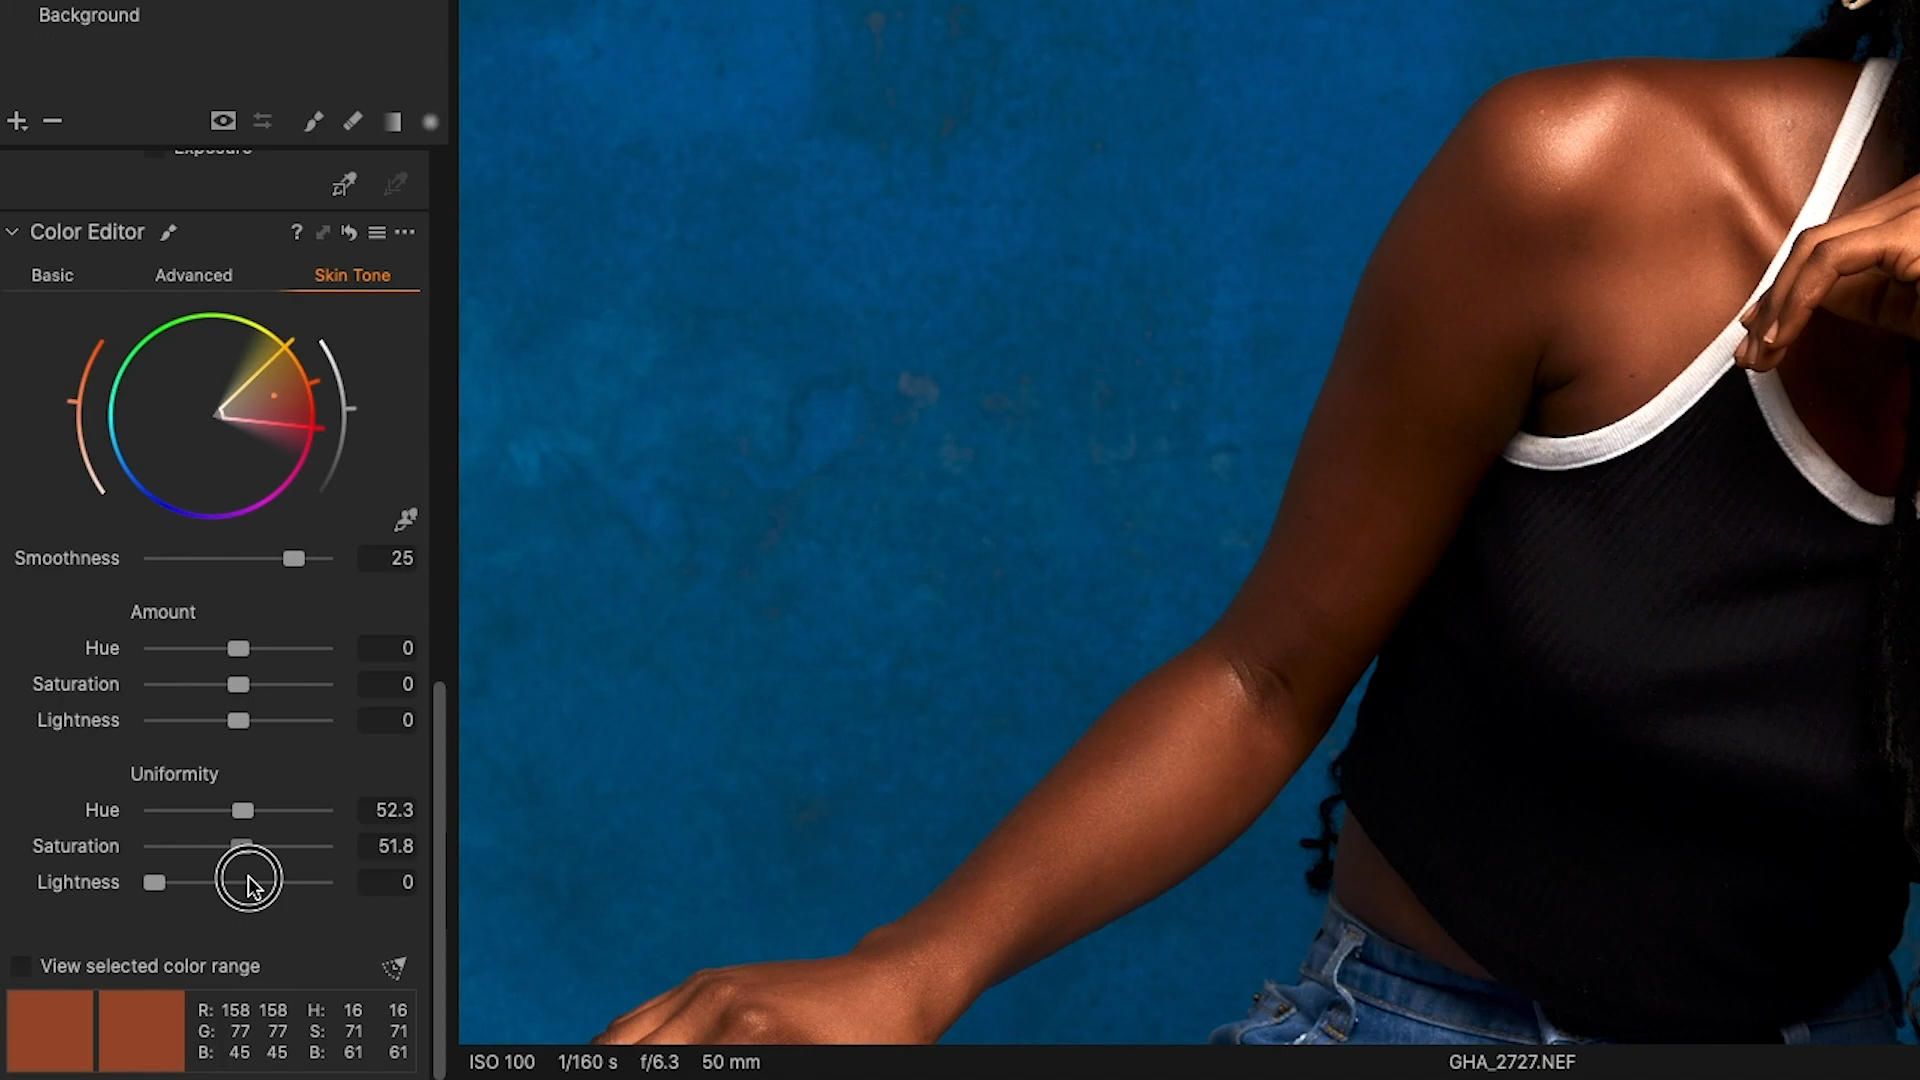 Background
Exposure
Color Editor ?
Basic Advanced Skin Tone
Smoothness 25
Amount
Hue 0
Saturation 0
Lightness 0
Uniformity
Hue 52.3
Saturation 51.8
Lightness 0
View selected color range
R: 158 158 H: 16 16
G: 77 77 S: 71 71
B: 45 45 B: 61 61
ISO 100 1/160 s f/6.3 50 mm GHA_2727.NEF